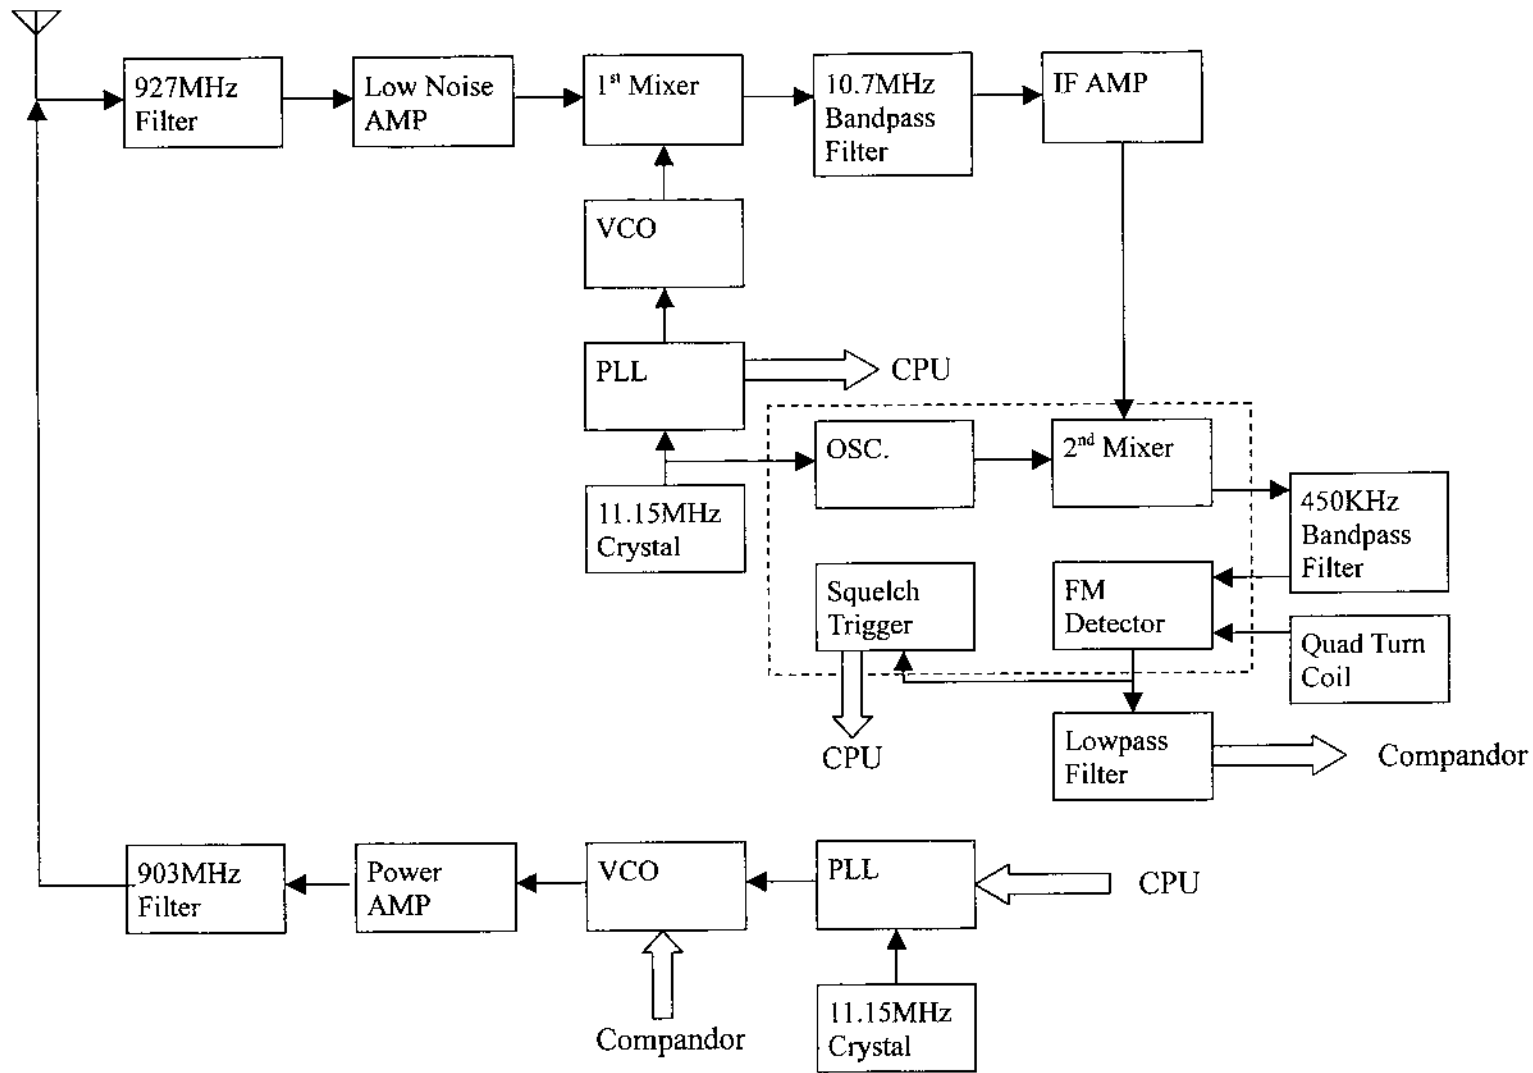 927MHz
Filter
Low Noise
AMP
1st Mixer
10.7MHz
Bandpass
Filter
IF AMP
VCO
PLL
CPU
OSC.
2nd Mixer
11.15MHz
Crystal
450KHz
Bandpass
Filter
Squelch
Trigger
FM
Detector
Quad Turn
Coil
CPU
Lowpass
Filter
Compandor
903MHz
Filter
Power
AMP
VCO
PLL
CPU
Compandor
11.15MHz
Crystal